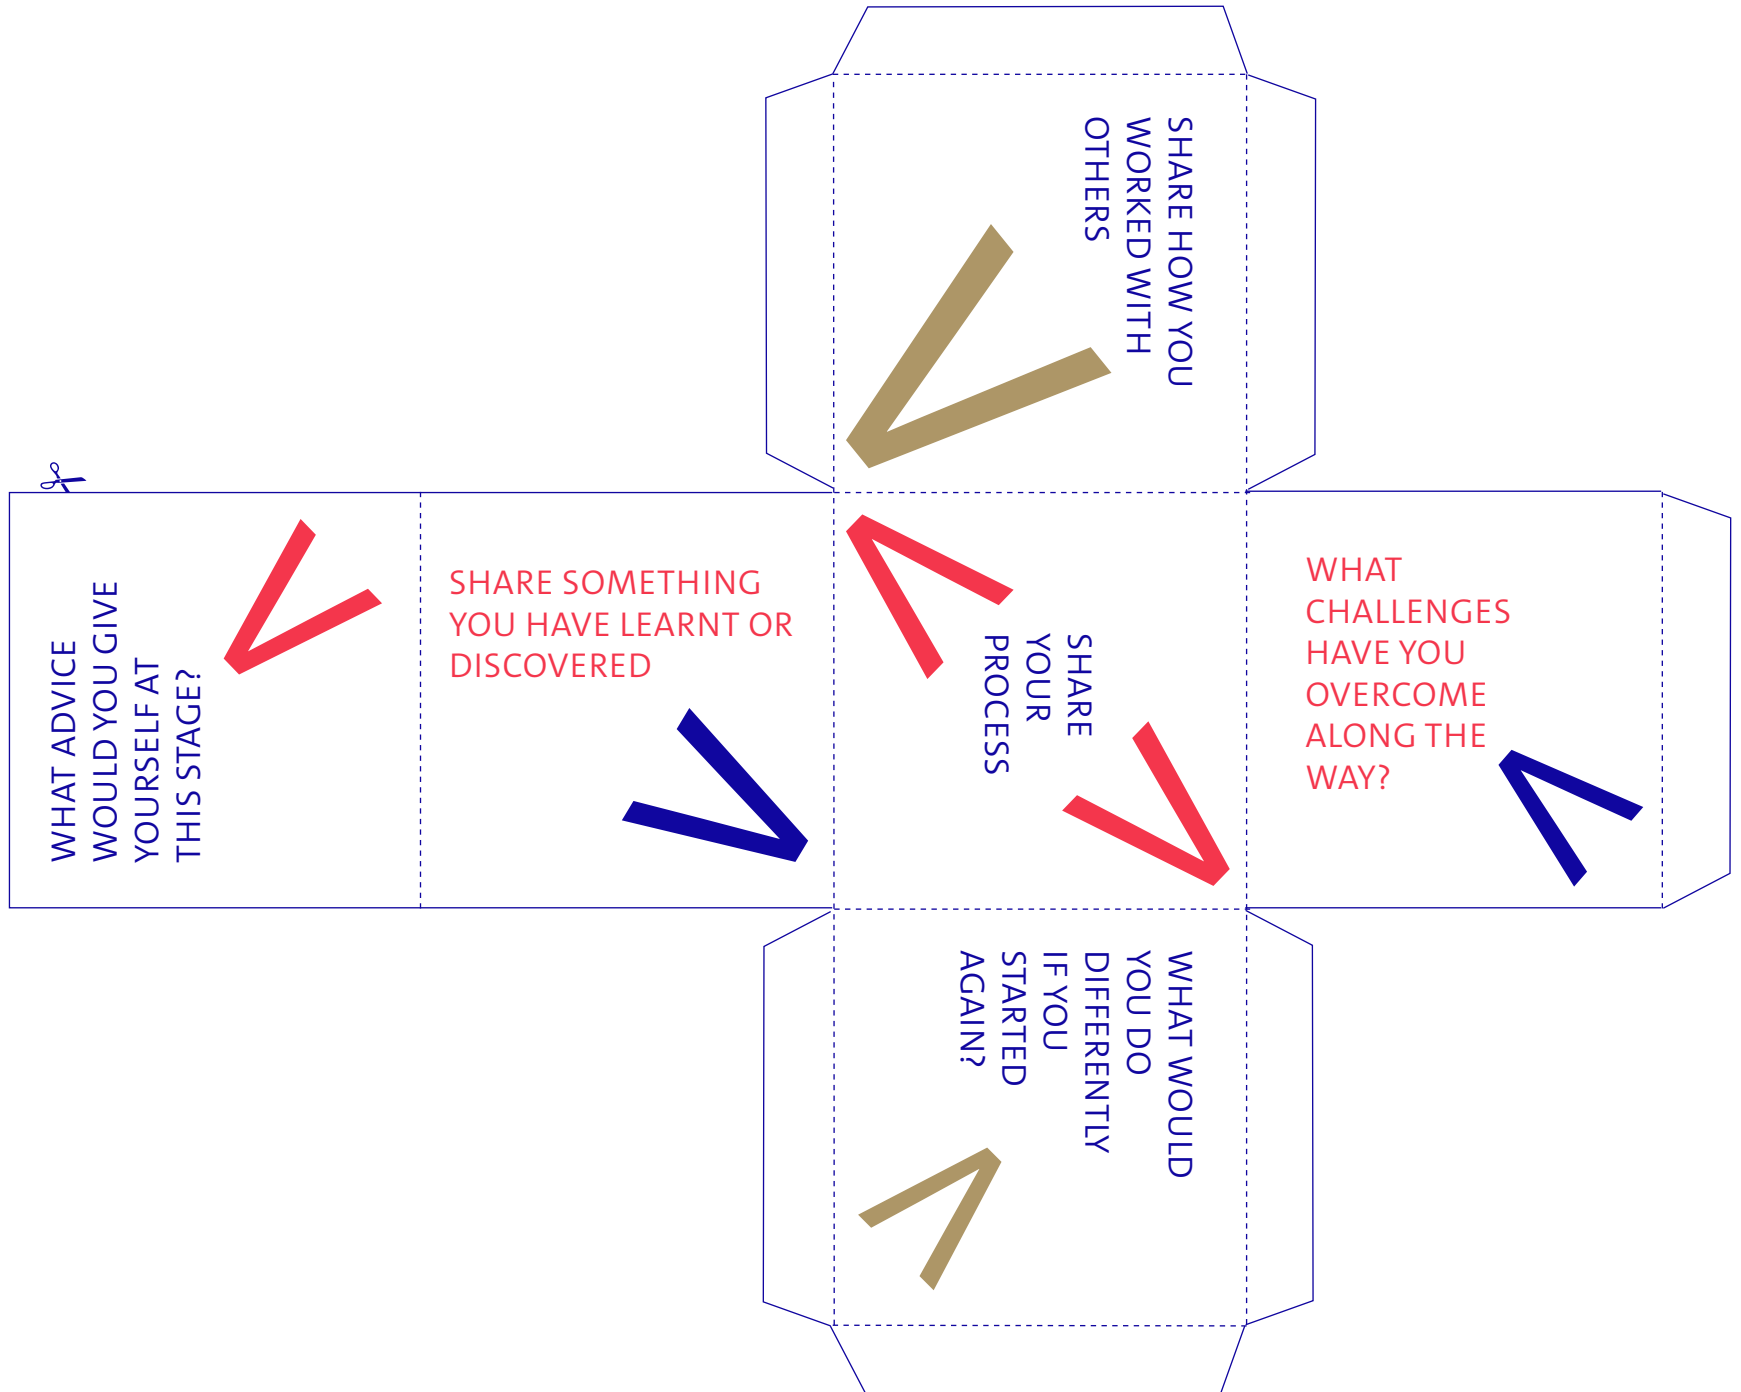 SHARE HOW YOU
WORKED WITH
OTHERS
WHAT ADVICE
WOULD YOU GIVE
YOURSELF AT
THIS STAGE?
SHARE SOMETHING
YOU HAVE LEARNT OR
DISCOVERED
SHARE
YOUR
PROCESS
WHAT
CHALLENGES
HAVE YOU
OVERCOME
ALONG THE
WAY?
WHAT WOULD
YOU DO
DIFFERENTLY
IF YOU
STARTED
AGAIN?